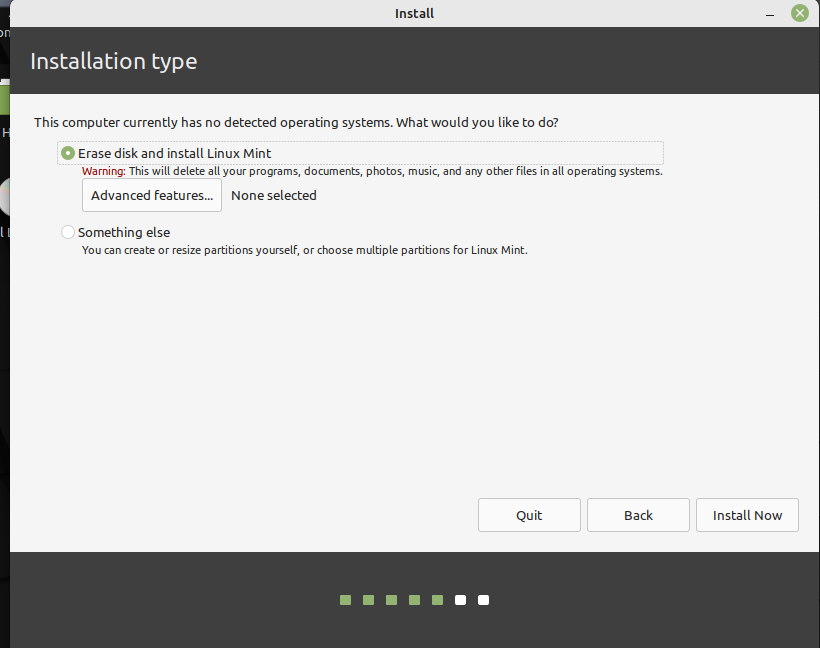 Install
Installation type
This computer currently has no detected operating systems. What would you like to do?
Erase disk and install Linux Mint
Warning: This will delete all your programs, documents, photos, music, and any other files in all operating systems.
Advanced features... None selected
Something else
You can create or resize partitions yourself, or choose multiple partitions for Linux Mint.
Quit Back Install Now